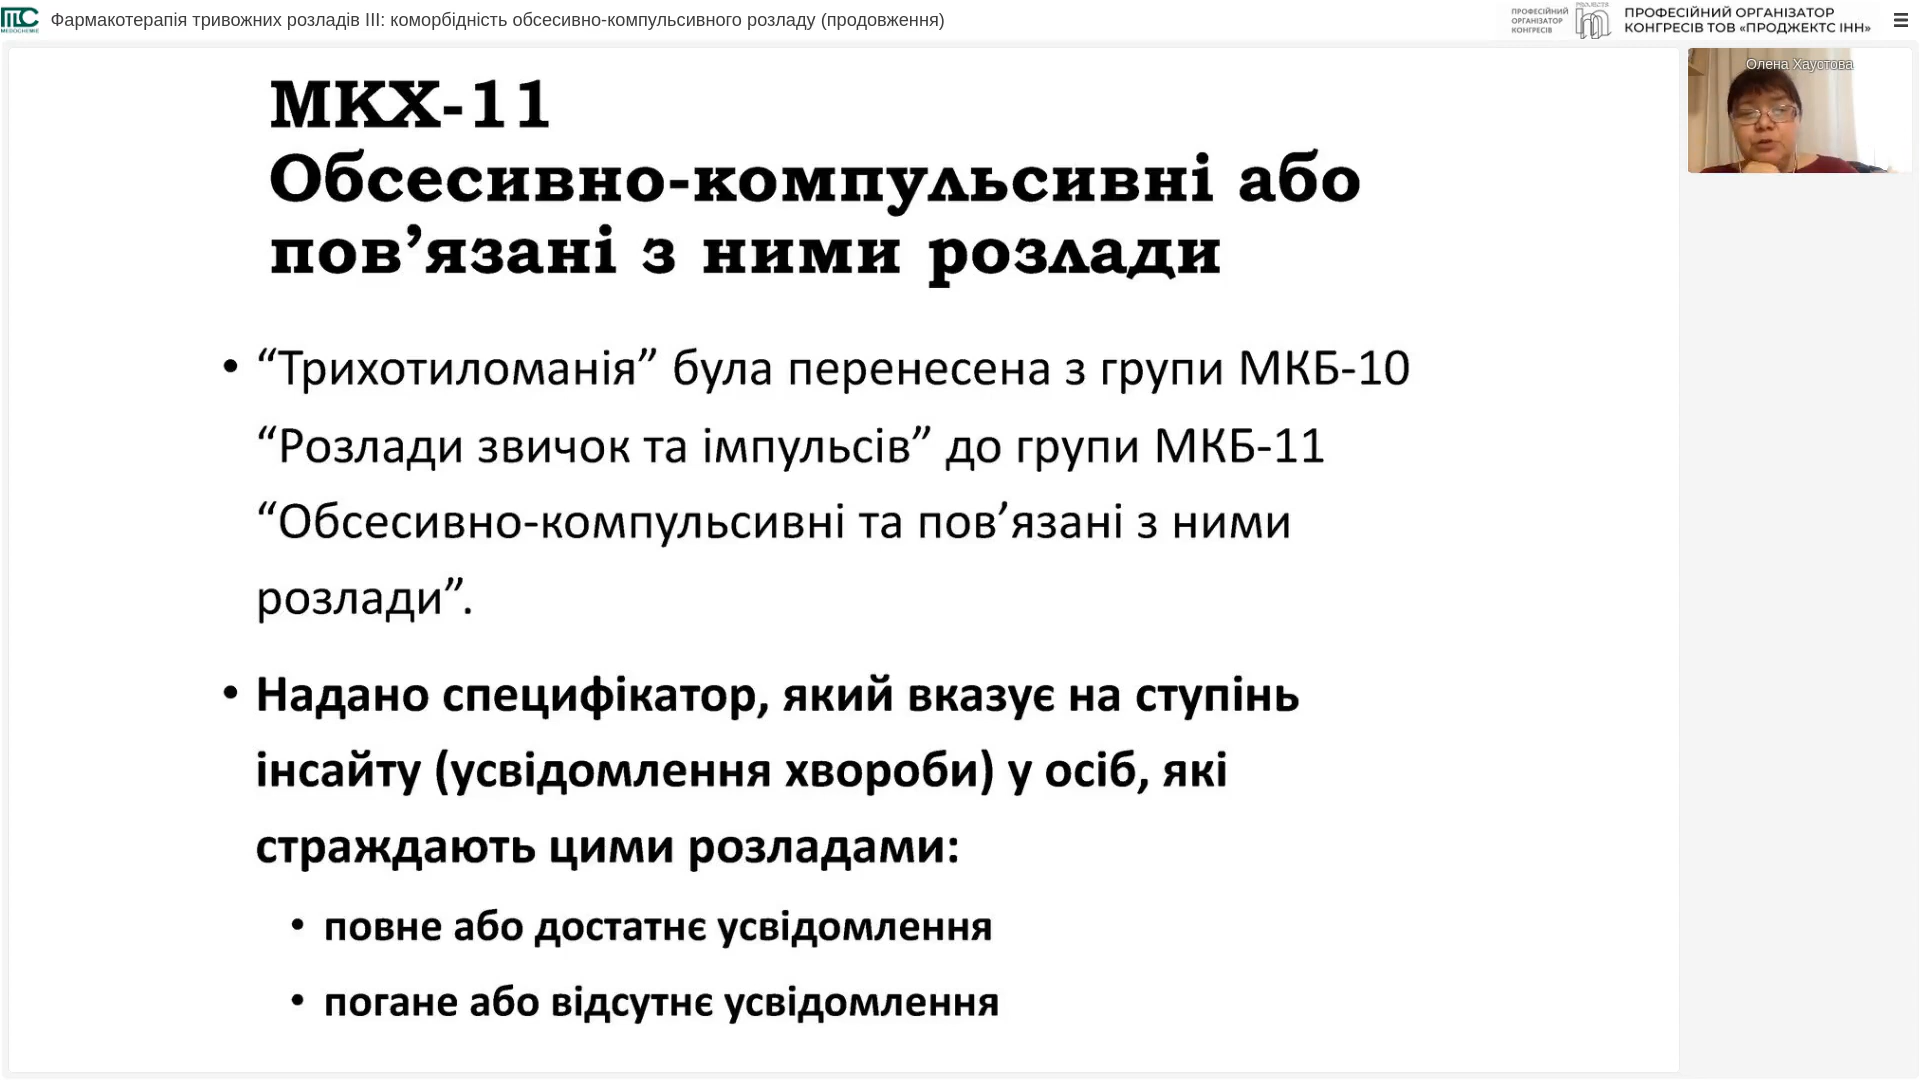 MEDOCHEMIE
Фармакотерапія тривожних розладів III: коморбідність обсесивно-компульсивного розладу (продовження)
ПРОФЕСІЙНИЙ
ОРГАНІЗАТОР
КОНГРЕСІВ
PROJECTS
ПРОФЕСІЙНИЙ ОРГАНІЗАТОР
КОНГРЕСІВ ТОВ «ПРОДЖЕКТС ІНН»
Олена Хаустова
МКХ-11
Обсесивно-компульсивні або
пов’язані з ними розлади
• “Трихотиломанія” була перенесена з групи МКБ-10
“Розлади звичок та імпульсів” до групи МКБ-11
“Обсесивно-компульсивні та пов’язані з ними
розлади”.
• Надано специфікатор, який вказує на ступінь
інсайту (усвідомлення хвороби) у осіб, які
страждають цими розладами:
• повне або достатнє усвідомлення
• погане або відсутнє усвідомлення